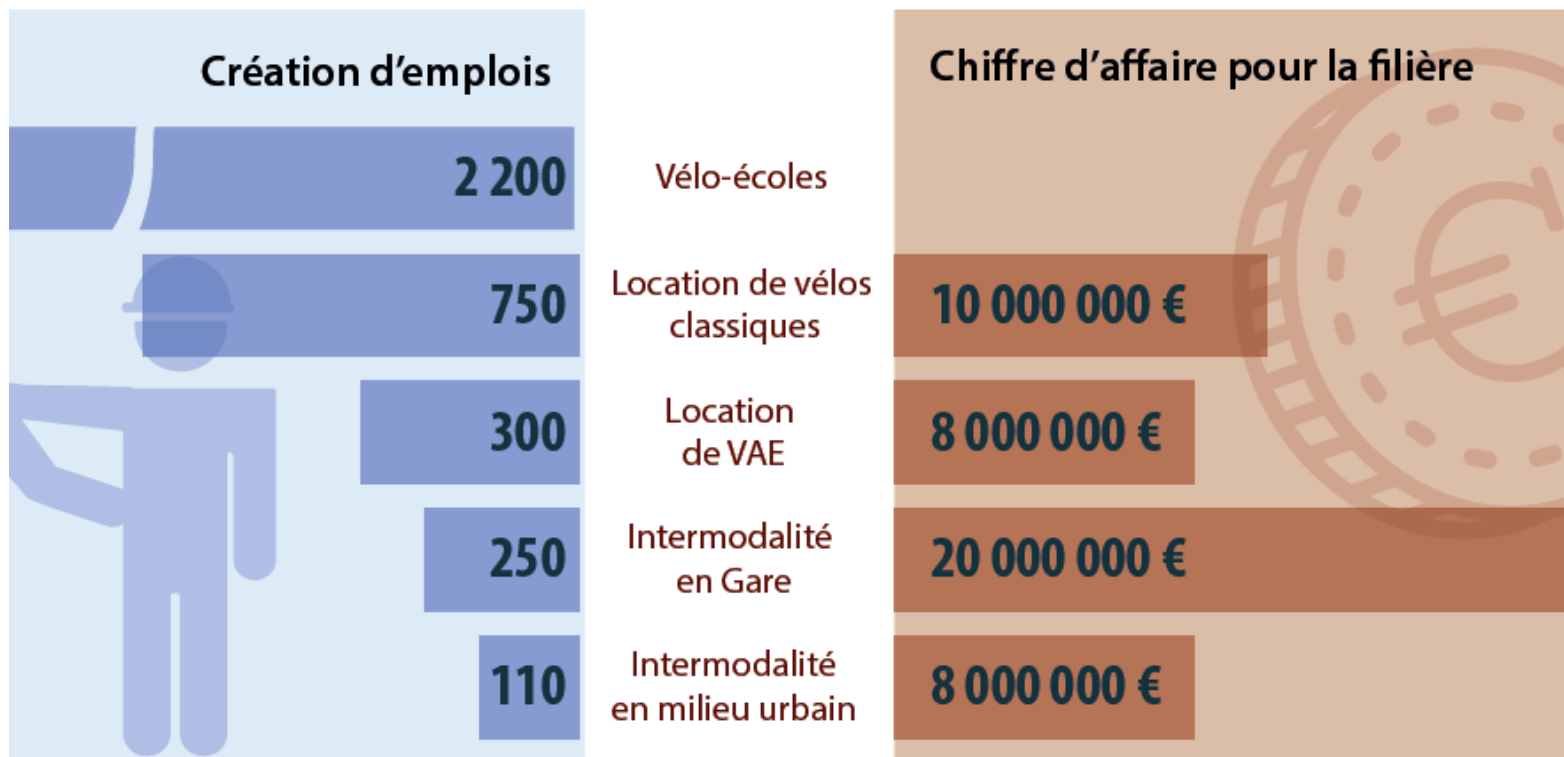 Création d'emplois
Chiffre d'affaire pour la filière
2 200
Vélo-écoles
750
Location de vélos
classiques
10 000 000 €
300
Location
de VAE
8 000 000 €
250
Intermodalité
en Gare
20 000 000 €
110
Intermodalité
en milieu urbain
8 000 000 €
€